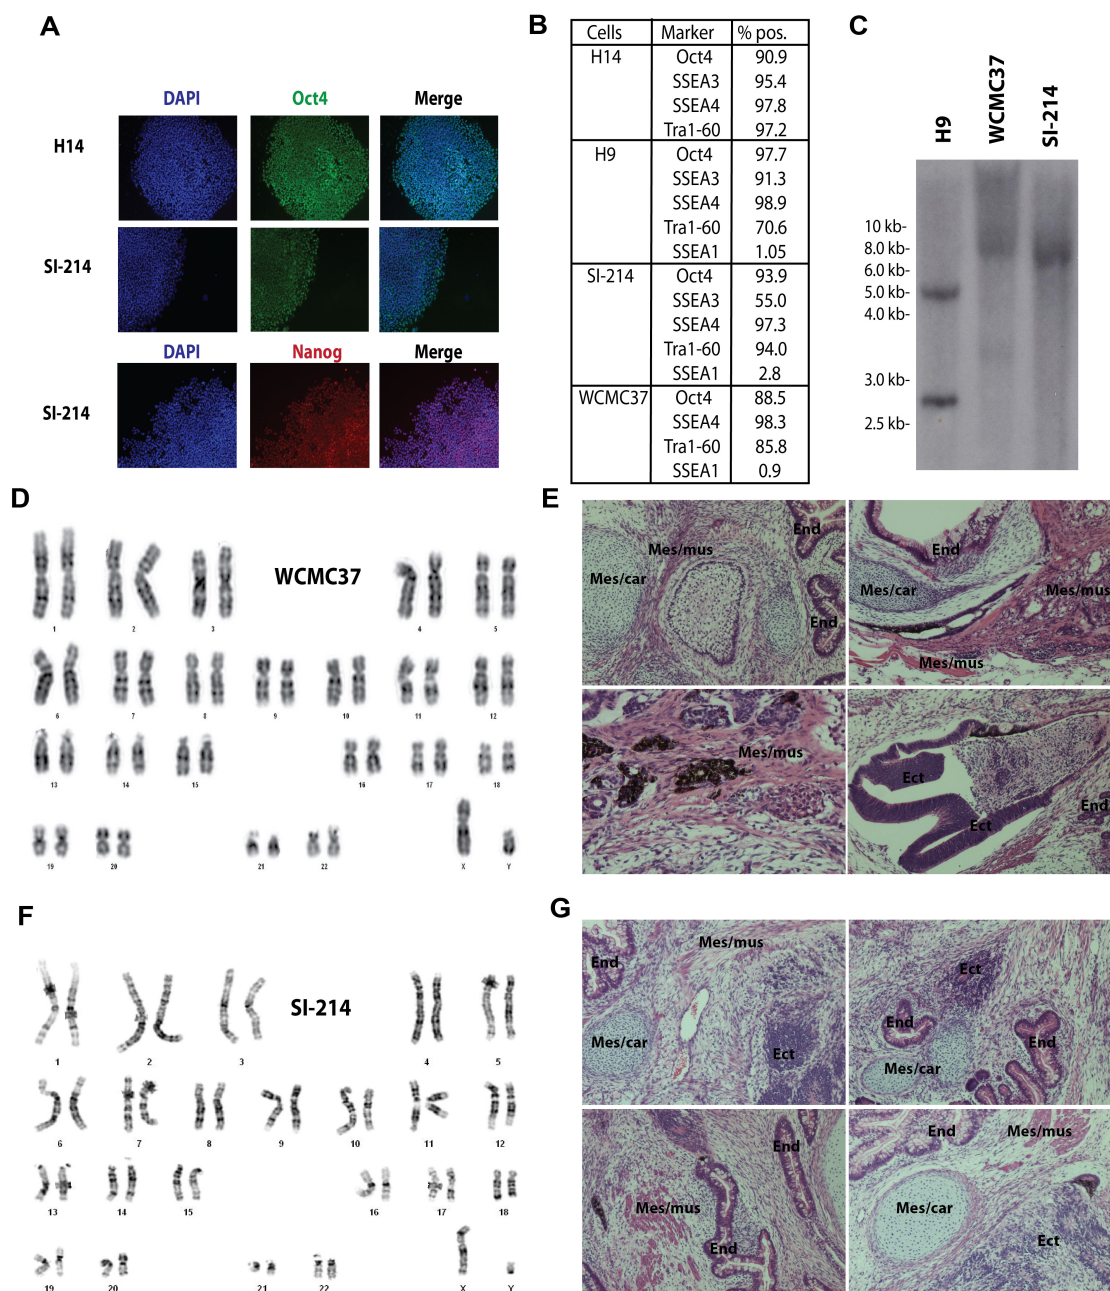 A
DAPI Oct4 Merge
H14
SI-214
DAPI Nanog Merge
SI-214
B
Cells Marker % pos.
H14 Oct4 90.9
SSEA3 95.4
SSEA4 97.8
Tra1-60 97.2
H9 Oct4 97.7
SSEA3 91.3
SSEA4 98.9
Tra1-60 70.6
SSEA1 1.05
SI-214 Oct4 93.9
SSEA3 55.0
SSEA4 97.3
Tra1-60 94.0
SSEA1 2.8
WCMC37 Oct4 88.5
SSEA4 98.3
Tra1-60 85.8
SSEA1 0.9
C
H9 WCMC37 SI-214
10 kb-
8.0 kb-
6.0 kb-
5.0 kb-
4.0 kb-
3.0 kb-
2.5 kb-
D
WCMC37
1 2 3 4 5
6 7 8 9 10 11 12
13 14 15 16 17 18
19 20 21 22 X Y
E
End
Mes/mus
Mes/car
End
End
Mes/car
Mes/mus
Mes/mus
Mes/mus
Ect
End
Ect
F
SI-214
1 2 3 4 5
6 7 8 9 10 11 12
13 14 15 16 17 18
19 20 21 22 X Y
G
Mes/mus
End
Mes/car
Ect
Ect
End
End
Mes/car
End
Mes/mus
End
End
Mes/mus
Mes/car
Ect